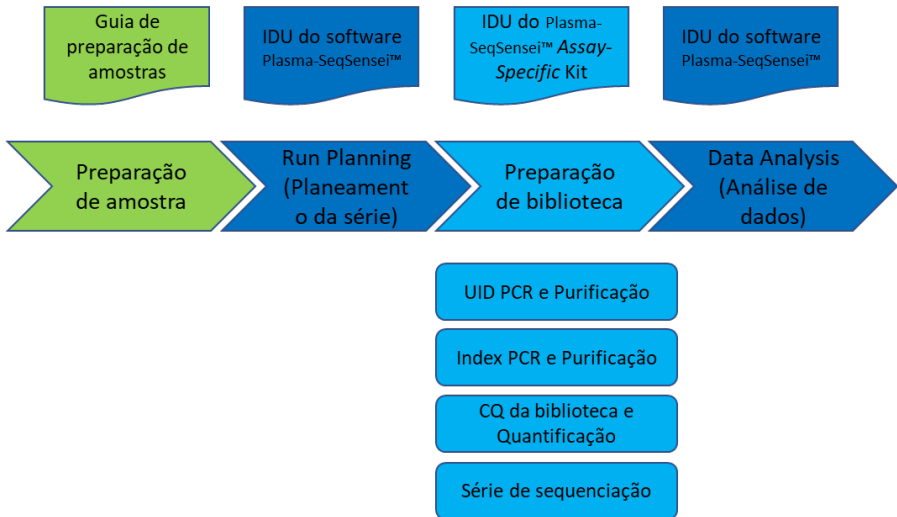 Guia de
preparação de
amostras
IDU do software
Plasma-SeqSensei™
IDU do Plasma-
SeqSensei™ Assay-
Specific Kit
IDU do software
Plasma-SeqSensei™
Preparação
de amostra
Run Planning
(Planeament
o da série)
Preparação
de biblioteca
Data Analysis
(Análise de
dados)
UID PCR e Purificação
Index PCR e Purificação
CQ da biblioteca e
Quantificação
Série de sequenciação